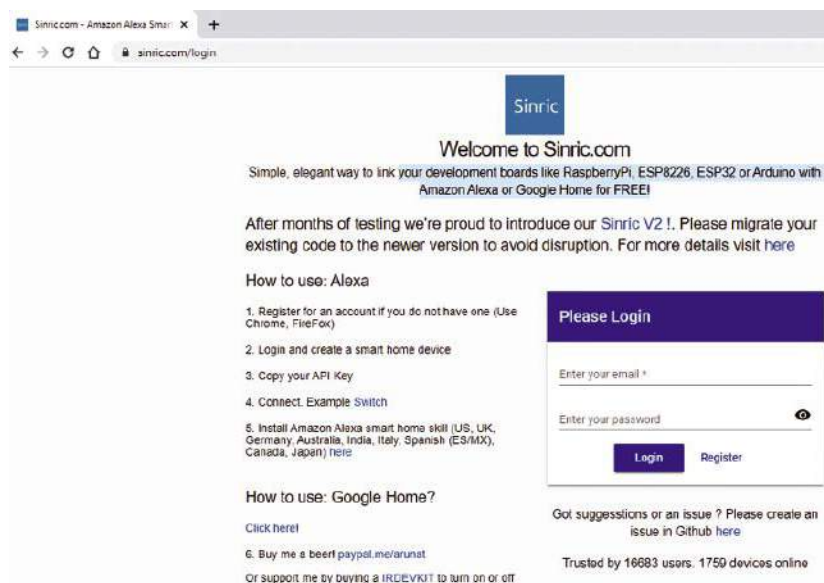 Sinric.com - Amazon Alexa Smar
sinric.com/login
Sinric
Welcome to Sinric.com
Simple, elegant way to link your development boards like RaspberryPi, ESP8226, ESP32 or Arduino with
Amazon Alexa or Google Home for FREE!
After months of testing we're proud to introduce our Sinric V2 !. Please migrate your
existing code to the newer version to avoid disruption. For more details visit here
How to use: Alexa
1. Register for an account if you do not have one (Use
Chrome, FireFox)
2. Login and create a smart home device
3. Copy your API Key
4. Connect. Example Switch
5. Install Amazon Alexa smart home skill (US, UK,
Germany, Australia, India, Italy, Spanish (ES/MX),
Canada, Japan) here
How to use: Google Home?
Click here!
6. Buy me a beer! paypal.me/arunat
Or support me by buying a IRDEVKIT to turn on or off
Please Login
Enter your email *
Enter your password
Login Register
Got suggesstions or an issue ? Please create an
issue in Github here
Trusted by 16683 users. 1759 devices online